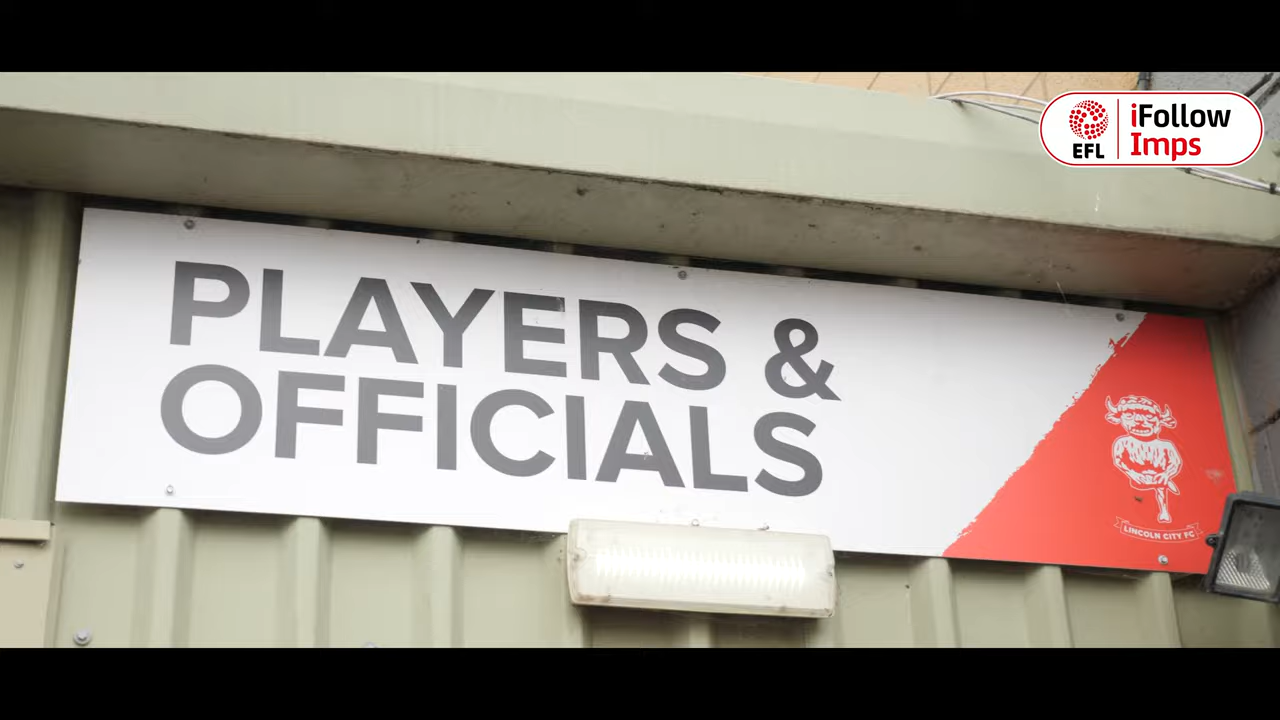 EFL
iFollow
Imps
PLAYERS &
OFFICIALS
LINCOLN CITY FC